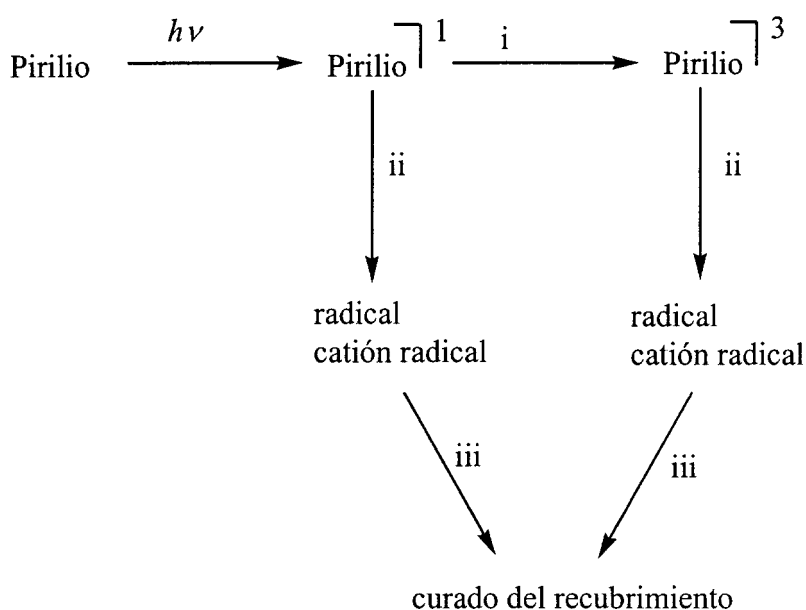 hν
Pirilio
Pirilio 1
i
Pirilio 3
ii
ii
radical
catión radical
radical
catión radical
iii
iii
curado del recubrimiento